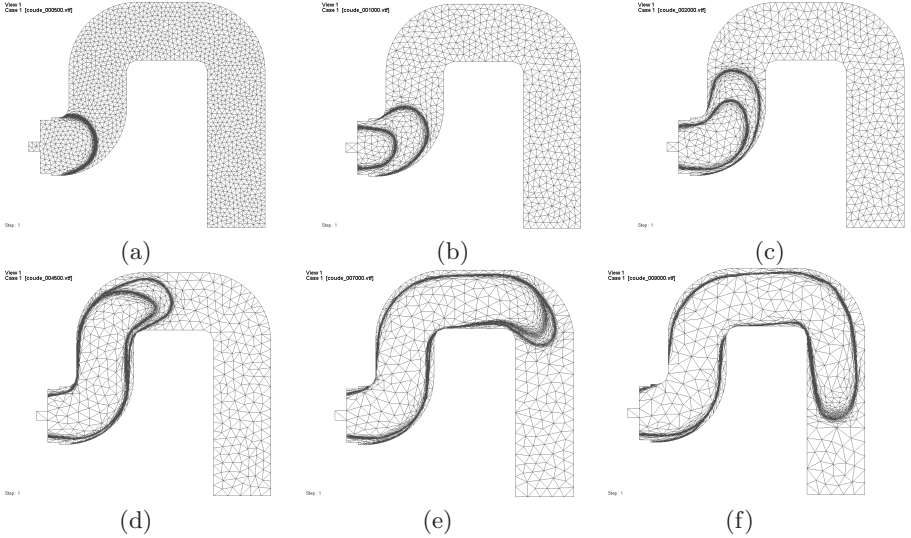 View 1
Case 1 [coude_000500.vtf]
View 1
Case 1 [coude_001000.vtf]
View 1
Case 1 [coude_002000.vtf]
Step : 1
Step : 1
Step : 1
(a)
(b)
(c)
View 1
Case 1 [coude_004500.vtf]
View 1
Case 1 [coude_007000.vtf]
View 1
Case 1 [coude_009000.vtf]
Step : 1
Step : 1
Step : 1
(d)
(e)
(f)